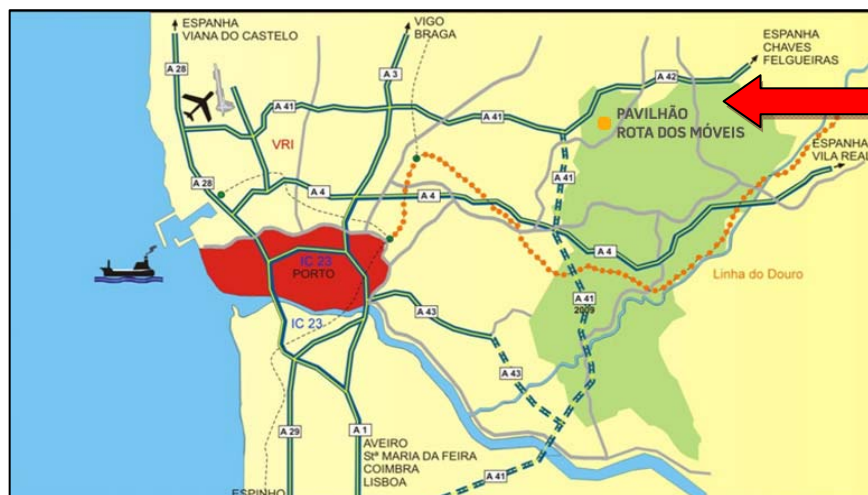 ESPANHA
VIANA DO CASTELO
VIGO
BRAGA
ESPANHA
CHAVES
FELGUEIRAS
A 28
A 3
A 42
A 41
A 41
PAVILHÃO
ROTA DOS MÓVEIS
VRI
A 41
ESPANHA
VILA REAL
A 28
A 4
A 4
IC 23
PORTO
A 4
Linha do Douro
A 41
2009
IC 23
A 43
A 43
A 29
A 1
AVEIRO
Stª MARIA DA FEIRA
COIMBRA
LISBOA
A 41
ESPINHO